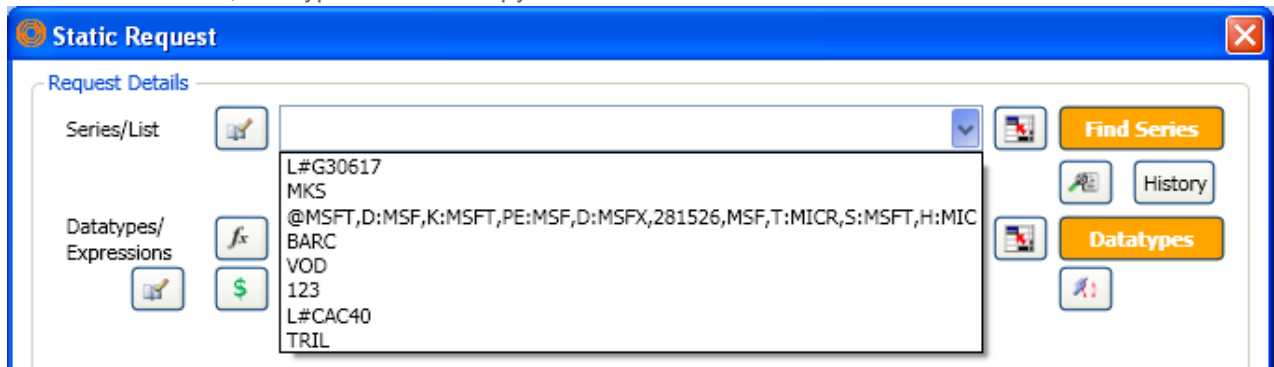 Static Request
Request Details
Series/List
Find Series
L#G30617
MKS
@MSFT,D:MSF,K:MSFT,PE:MSF,D:MSFX,281526,MSF,T:MICR,S:MSFT,H:MIC
BARC
VOD
123
L#CAC40
TRIL
History
Datatypes/
Expressions
fx
$
Datatypes